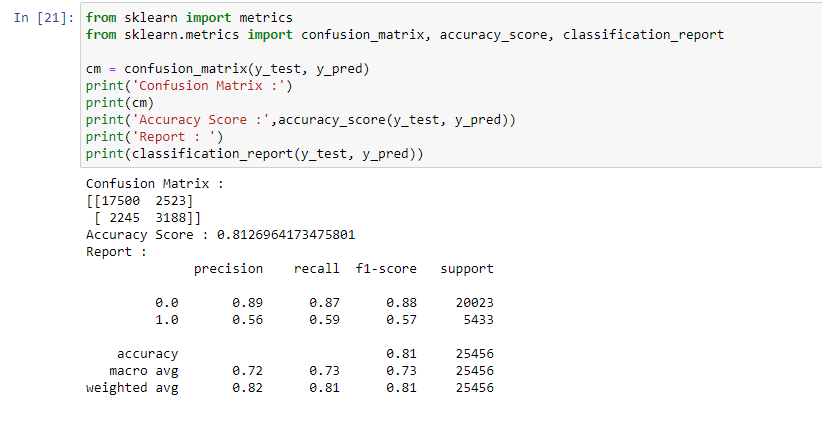 In [21]: from sklearn import metrics
from sklearn.metrics import confusion_matrix, accuracy_score, classification_report
cm = confusion_matrix(y_test, y_pred)
print('Confusion Matrix :')
print(cm)
print('Accuracy Score :',accuracy_score(y_test, y_pred))
print('Report : ')
print(classification_report(y_test, y_pred))
Confusion Matrix :
[[17500  2523]
 [ 2245  3188]]
Accuracy Score : 0.8126964173475801
Report :
              precision    recall  f1-score   support
         0.0       0.89      0.87      0.88     20023
         1.0       0.56      0.59      0.57      5433
    accuracy                           0.81     25456
   macro avg       0.72      0.73      0.73     25456
weighted avg       0.82      0.81      0.81     25456